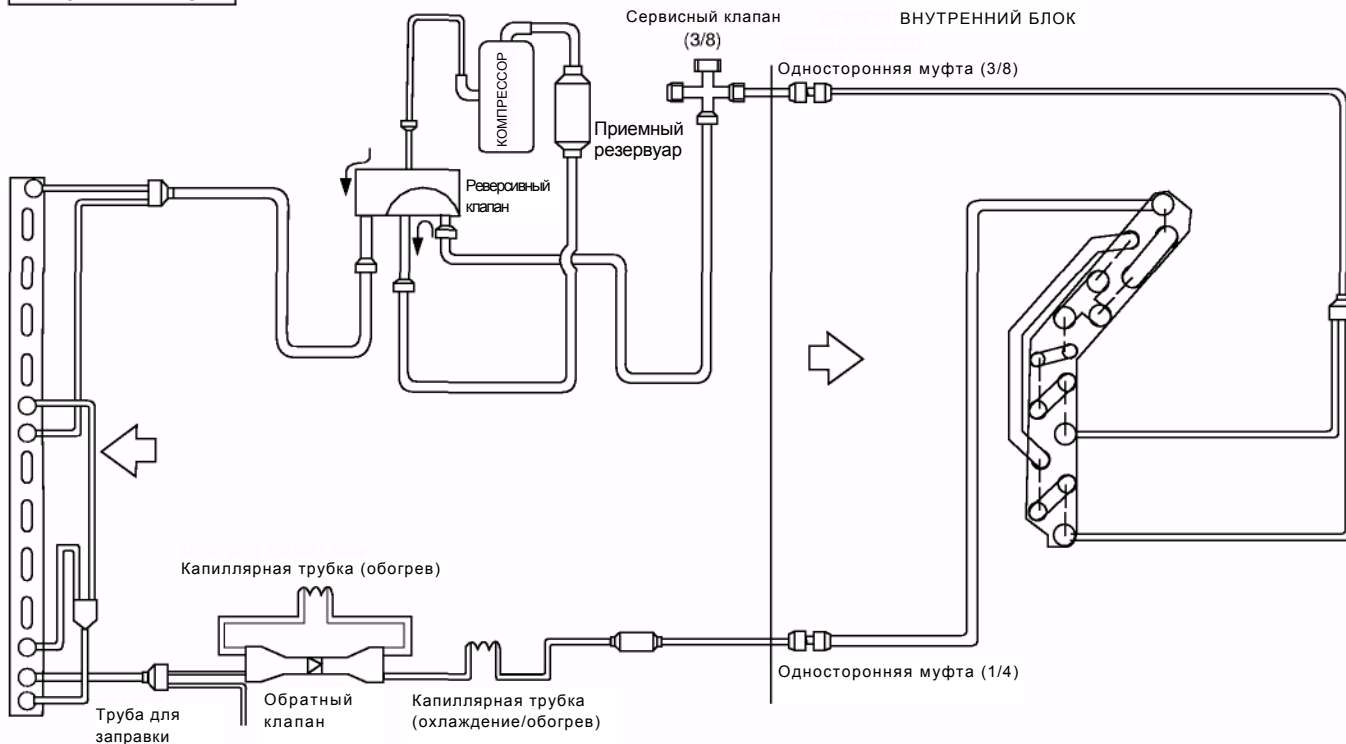 Сервисный клапан
(3/8)
ВНУТРЕННИЙ БЛОК
Односторонняя муфта (3/8)
КОМПРЕССОР
Приемный
резервуар
Реверсивный
клапан
Капиллярная трубка (обогрев)
Односторонняя муфта (1/4)
Обратный
клапан
Капиллярная трубка
(охлаждение/обогрев)
Труба для
заправки